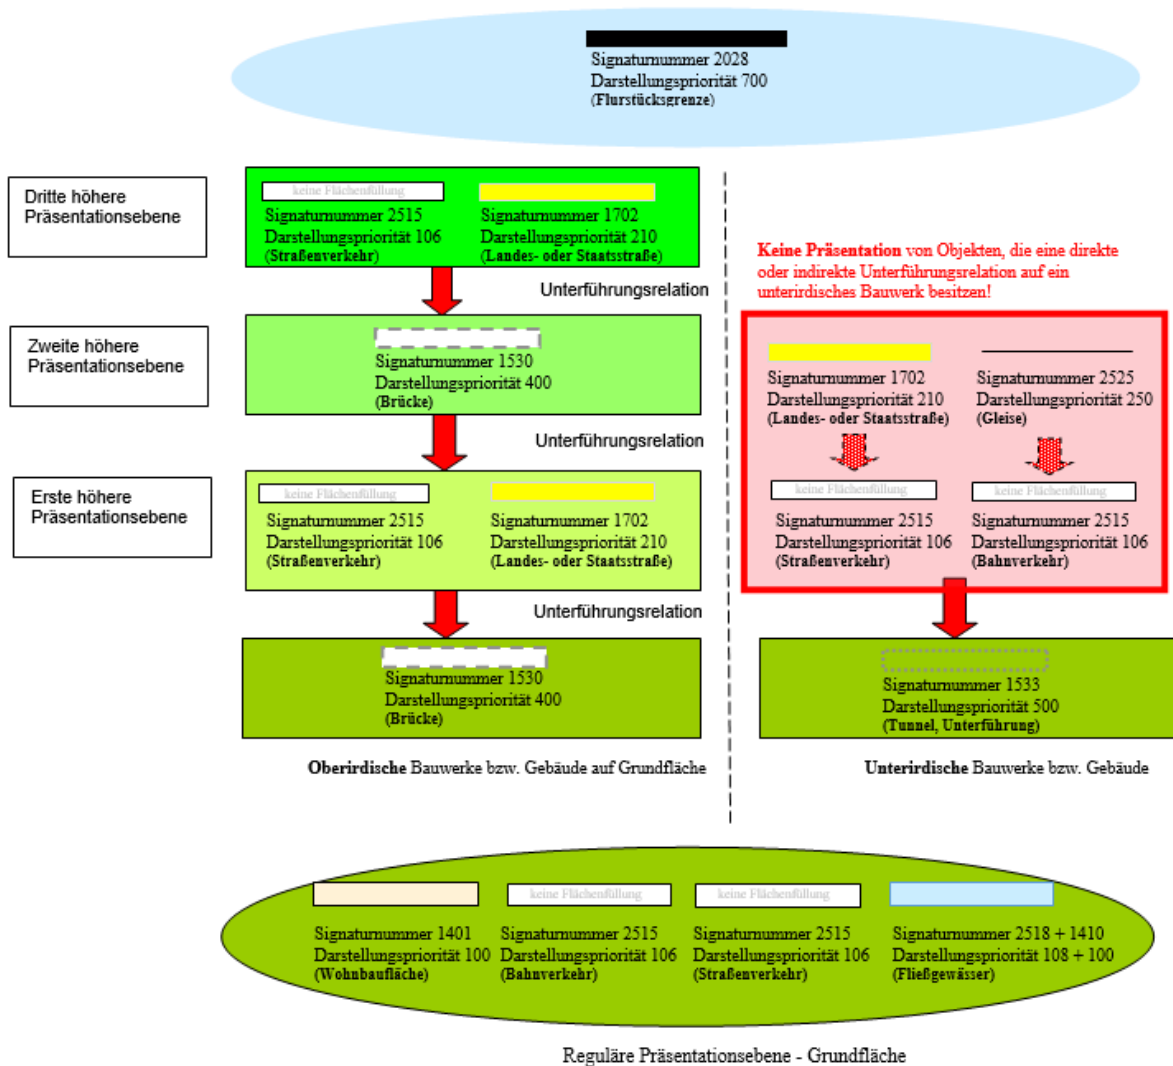 Signaturnummer 2028
Darstellungspriorität 700
(Flurstücksgrenze)
Dritte höhere
Präsentationsebene
keine Flächenfüllung
Signaturnummer 2515
Darstellungspriorität 106
(Straßenverkehr)
Signaturnummer 1702
Darstellungspriorität 210
(Landes- oder Staatsstraße)
Unterführungsrelation
Zweite höhere
Präsentationsebene
Signaturnummer 1530
Darstellungspriorität 400
(Brücke)
Unterführungsrelation
Erste höhere
Präsentationsebene
keine Flächenfüllung
Signaturnummer 2515
Darstellungspriorität 106
(Straßenverkehr)
Signaturnummer 1702
Darstellungspriorität 210
(Landes- oder Staatsstraße)
Unterführungsrelation
Signaturnummer 1530
Darstellungspriorität 400
(Brücke)
Oberirdische Bauwerke bzw. Gebäude auf Grundfläche
Keine Präsentation von Objekten, die eine direkte
oder indirekte Unterführungsrelation auf ein
unterirdisches Bauwerk besitzen!
Signaturnummer 1702
Darstellungspriorität 210
(Landes- oder Staatsstraße)
Signaturnummer 2525
Darstellungspriorität 250
(Gleise)
keine Flächenfüllung
Signaturnummer 2515
Darstellungspriorität 106
(Straßenverkehr)
keine Flächenfüllung
Signaturnummer 2515
Darstellungspriorität 106
(Bahnverkehr)
Signaturnummer 1533
Darstellungspriorität 500
(Tunnel, Unterführung)
Unterirdische Bauwerke bzw. Gebäude
Signaturnummer 1401
Darstellungspriorität 100
(Wohnbaufläche)
keine Flächenfüllung
Signaturnummer 2515
Darstellungspriorität 106
(Bahnverkehr)
keine Flächenfüllung
Signaturnummer 2515
Darstellungspriorität 106
(Straßenverkehr)
Signaturnummer 2518 + 1410
Darstellungspriorität 108 + 100
(Fließgewässer)
Reguläre Präsentationsebene - Grundfläche